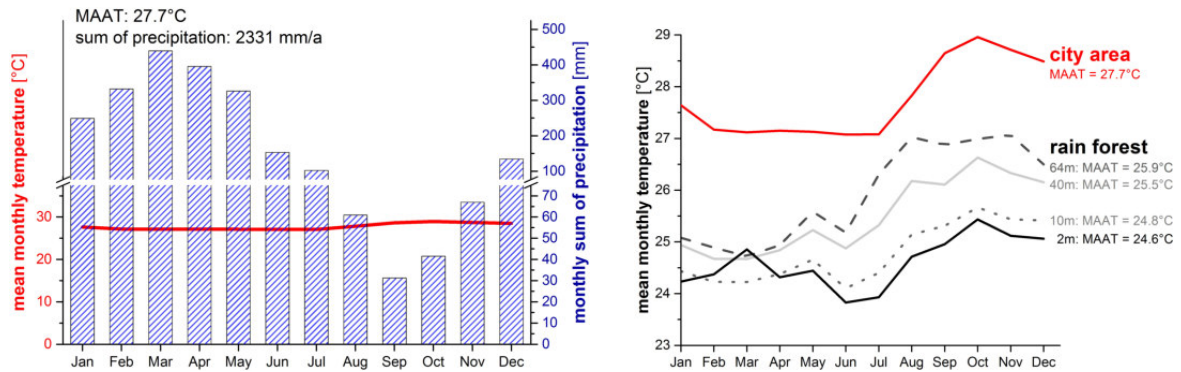 MAAT: 27.7°C
sum of precipitation: 2331 mm/a
mean monthly temperature [°C]
30
20
10
0
monthly sum of precipitation [mm]
500
400
300
200
100
70
60
50
40
30
20
10
0
Jan Feb Mar Apr May Jun Jul Aug Sep Oct Nov Dec
mean monthly temperature [°C]
29
28
27
26
25
24
23
city area
MAAT = 27.7°C
rain forest
64m: MAAT = 25.9°C
40m: MAAT = 25.5°C
10m: MAAT = 24.8°C
2m: MAAT = 24.6°C
Jan Feb Mar Apr May Jun Jul Aug Sep Oct Nov Dec